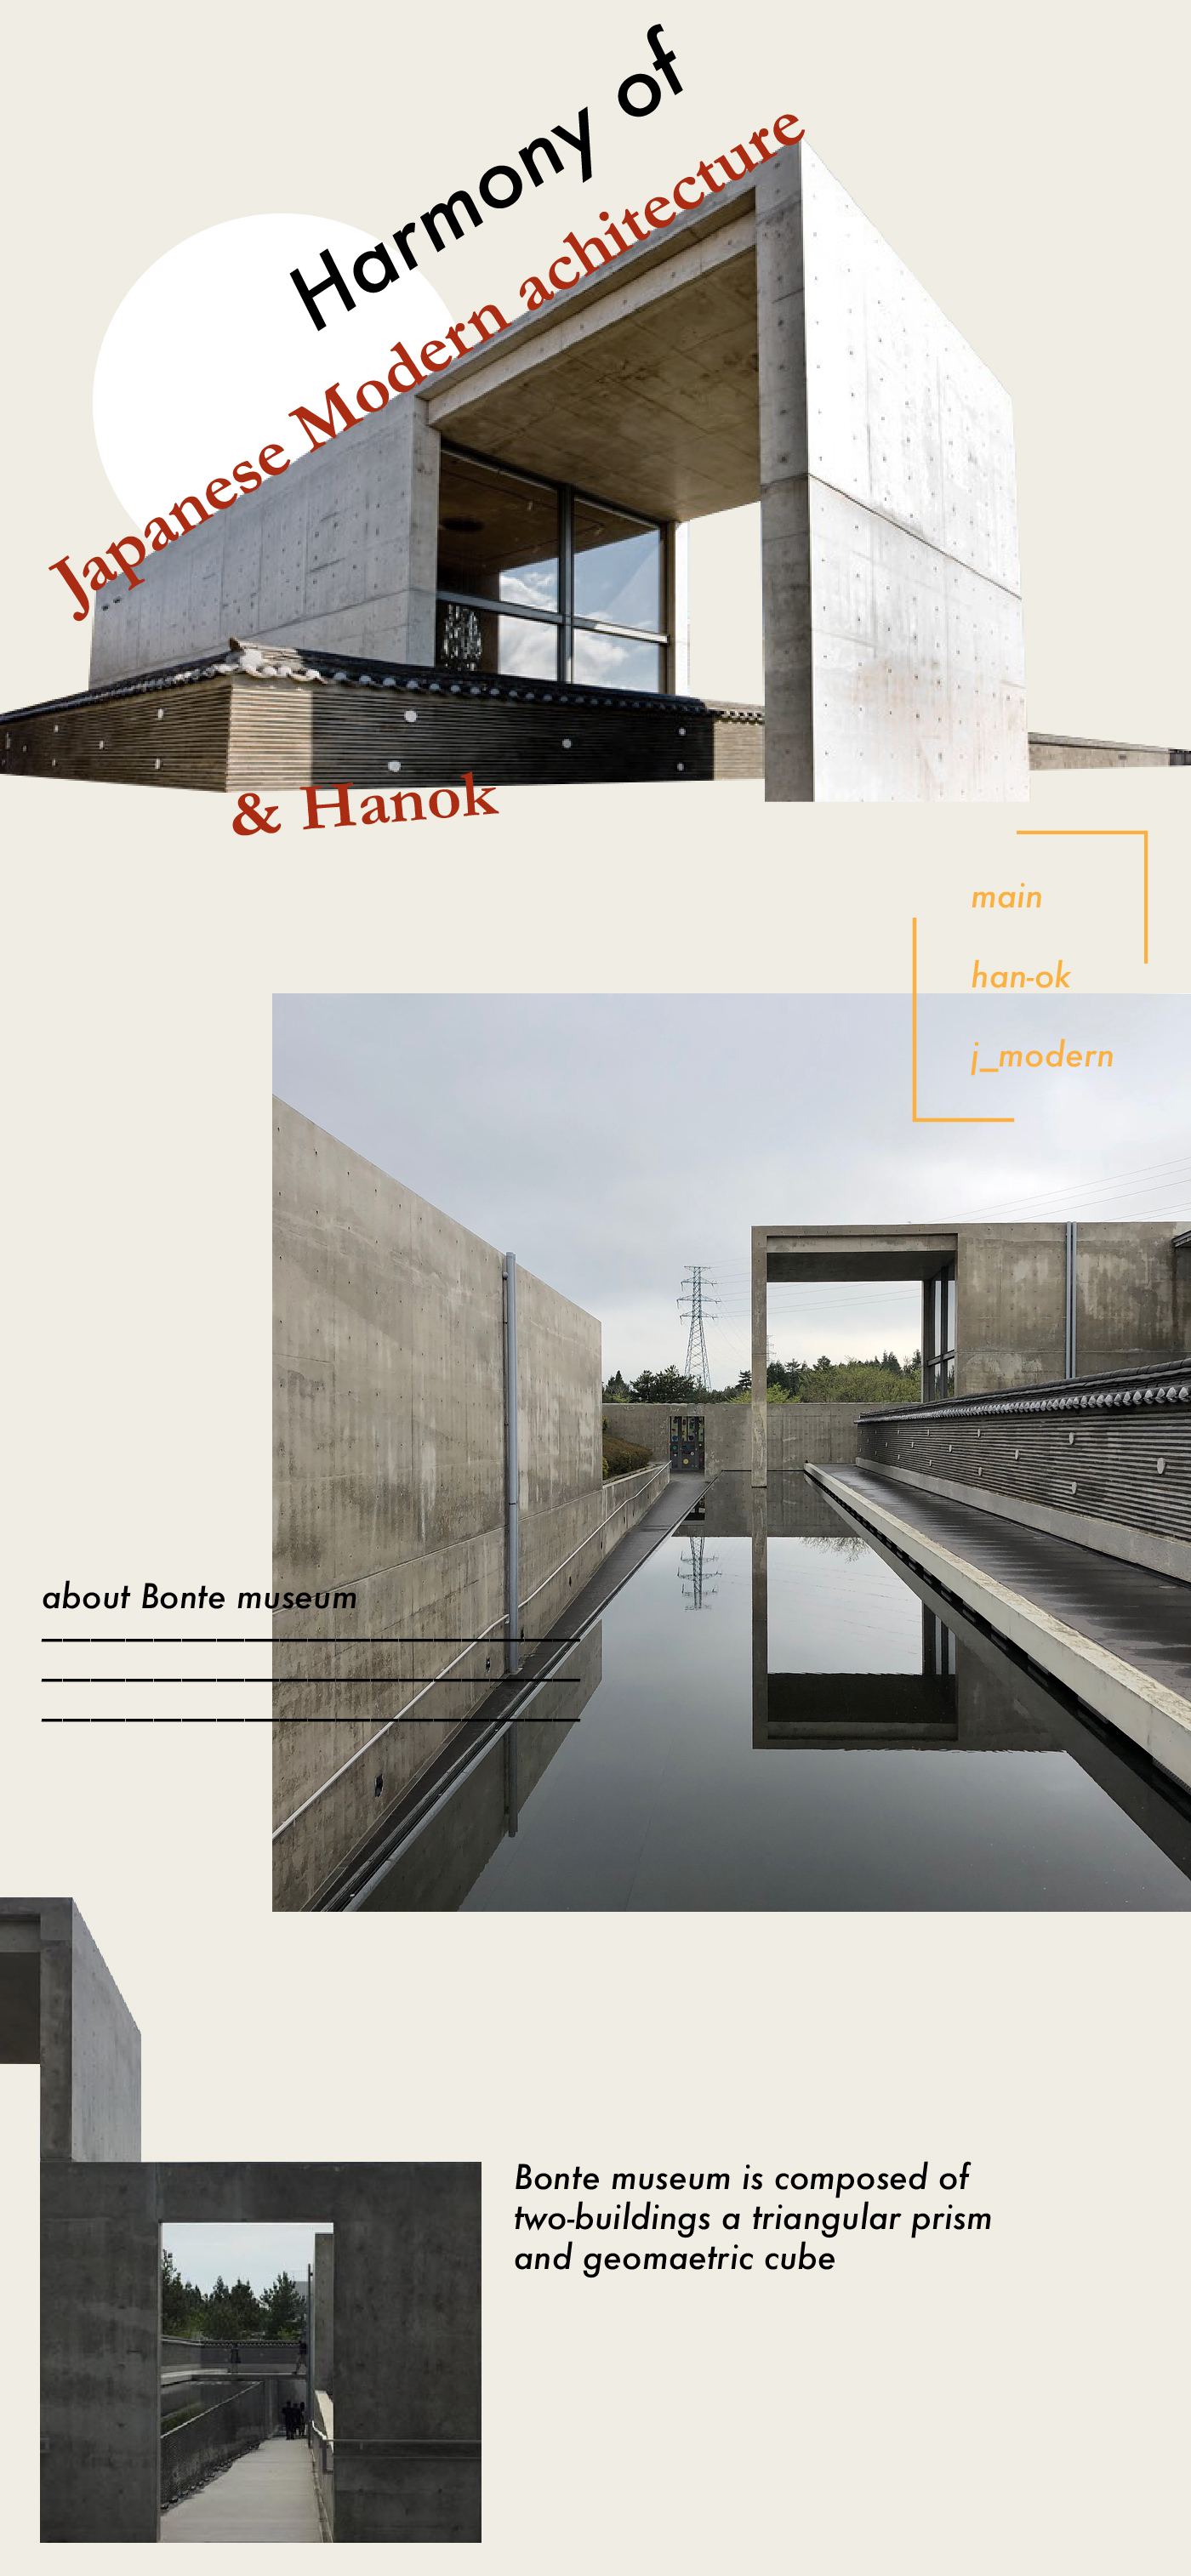 Harmony of
Japanese Modern achitecture
& Hanok
main
han-ok
j_modern
about Bonte museum
Bonte museum is composed of
two-buildings a triangular prism
and geomaetric cube